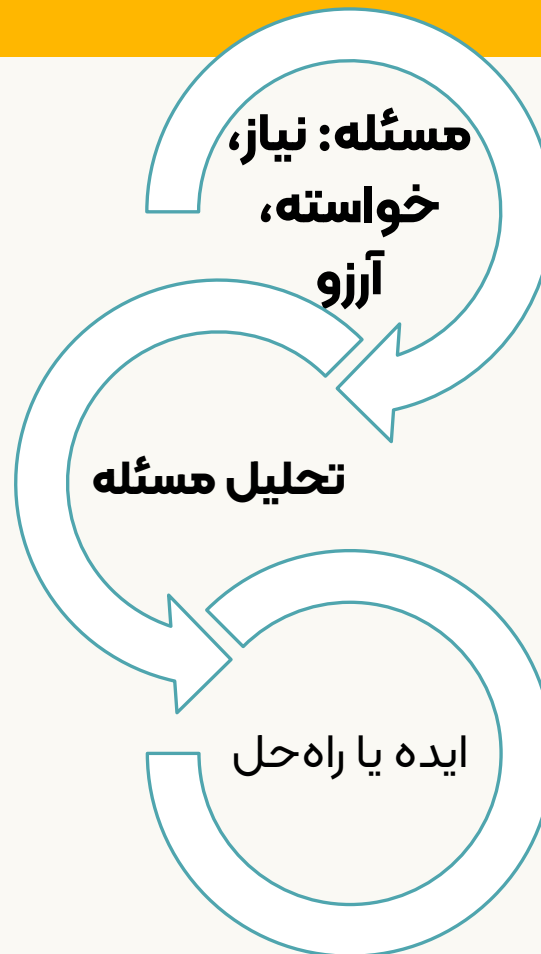 مسئله: نیاز،
خواسته،
آرزو
تحلیل مسئله
ایده یا راه‌حل